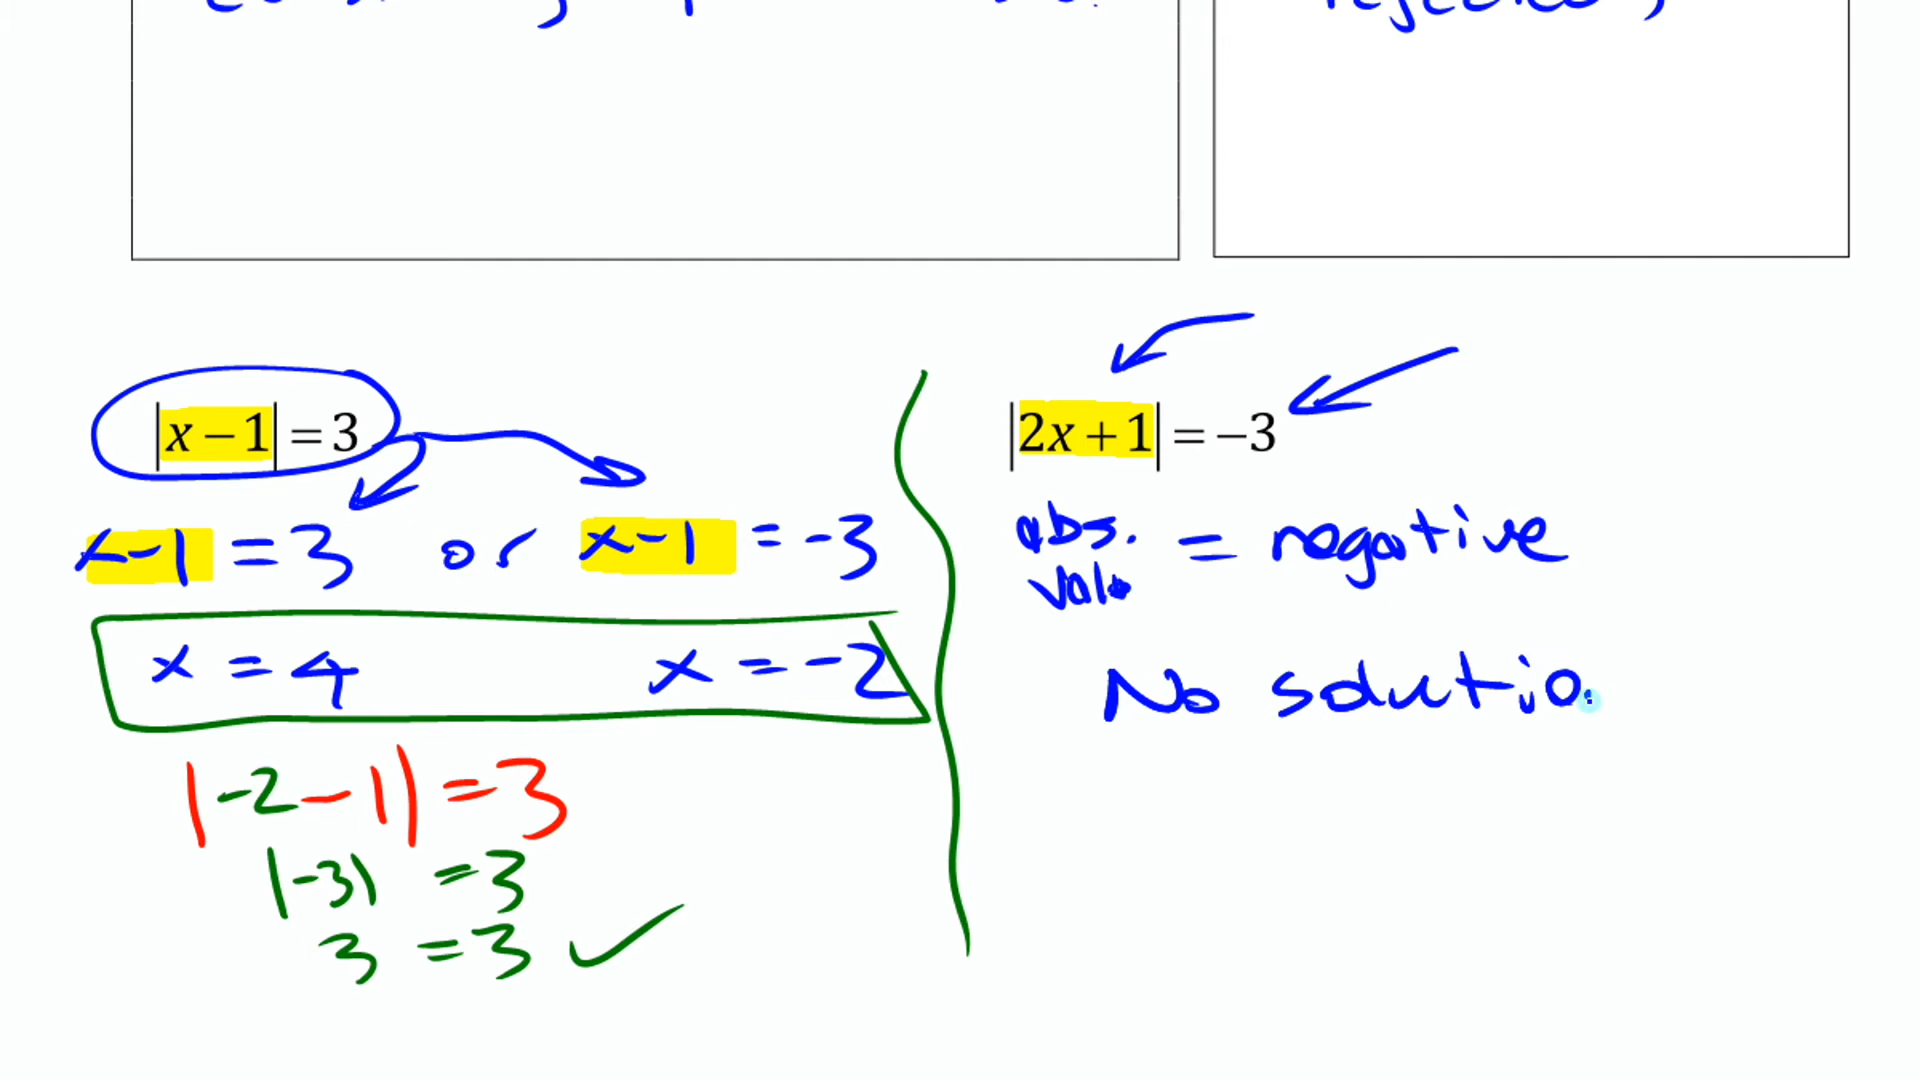 |x − 1| = 3
x-1 = 3 or x-1 = -3
x = 4 x = -2
|-2-1| = 3
|-3| = 3
3 = 3 ✓
|2x + 1| = −3
abs. = negative
val.
No solutio